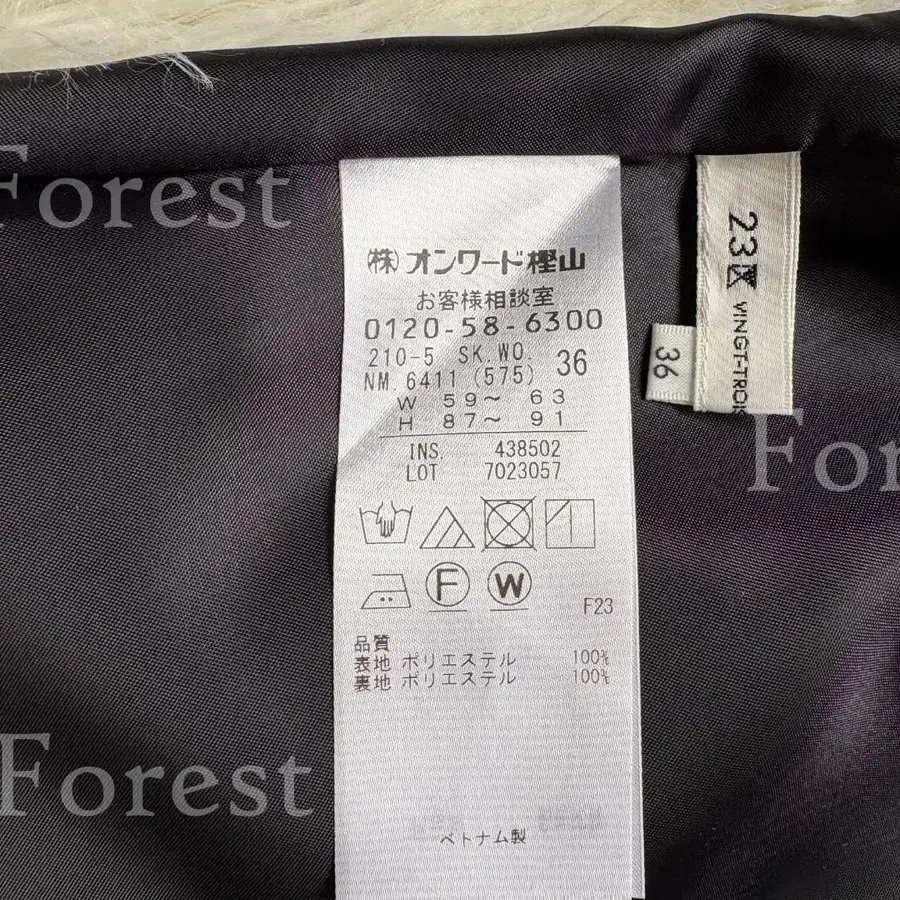 Forest
(株)オンワード樫山
お客様相談室
0120-58-6300
210-5 SK.WO. 36
NM.6411 (575)
W 59~ 63
H 87~ 91
INS. 438502
LOT 7023057
F W
F23
品質
表地 ポリエステル 100%
裏地 ポリエステル 100%
ベトナム製
23区
VINGT-TROIS
36
Fo
Forest